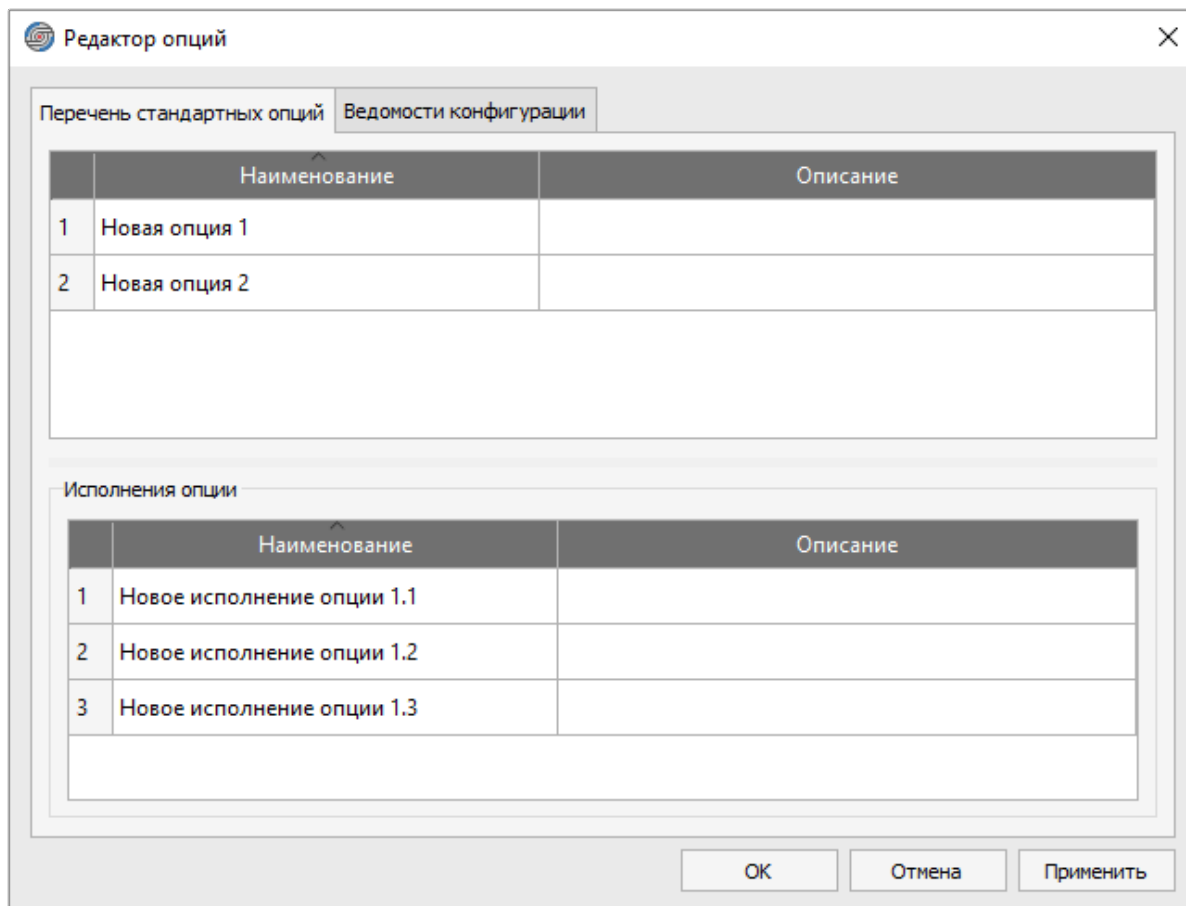 Редактор опций
Перечень стандартных опций Ведомости конфигурации
Наименование Описание
1 Новая опция 1
2 Новая опция 2
Исполнения опции
Наименование Описание
1 Новое исполнение опции 1.1
2 Новое исполнение опции 1.2
3 Новое исполнение опции 1.3
ОК Отмена Применить